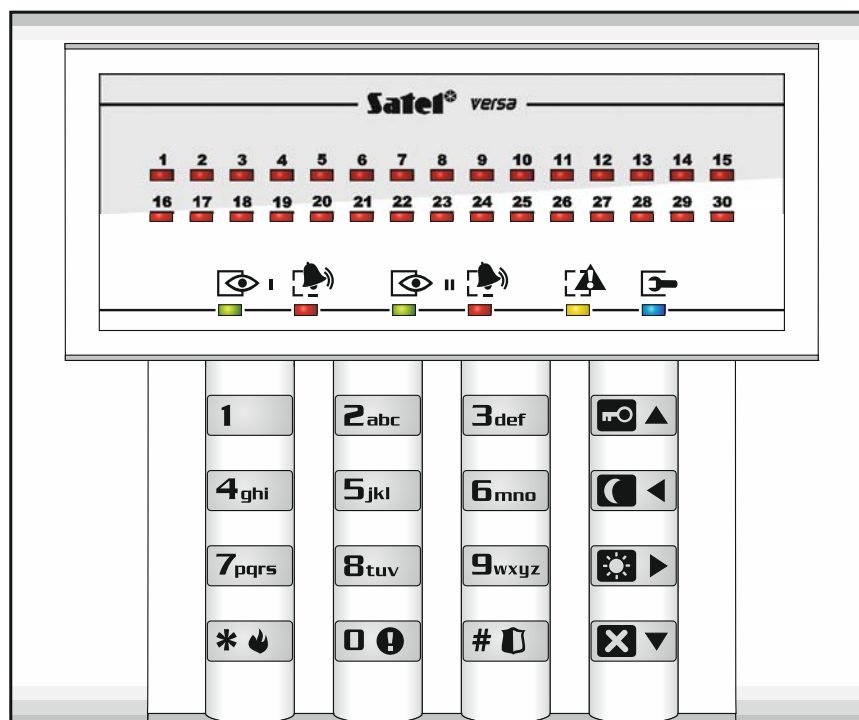 Satel versa
1 2 3 4 5 6 7 8 9 10 11 12 13 14 15
16 17 18 19 20 21 22 23 24 25 26 27 28 29 30
I II
1 2abc 3def
4ghi 5jkl 6mno
7pqrs 8tuv 9wxyz
* 0 #